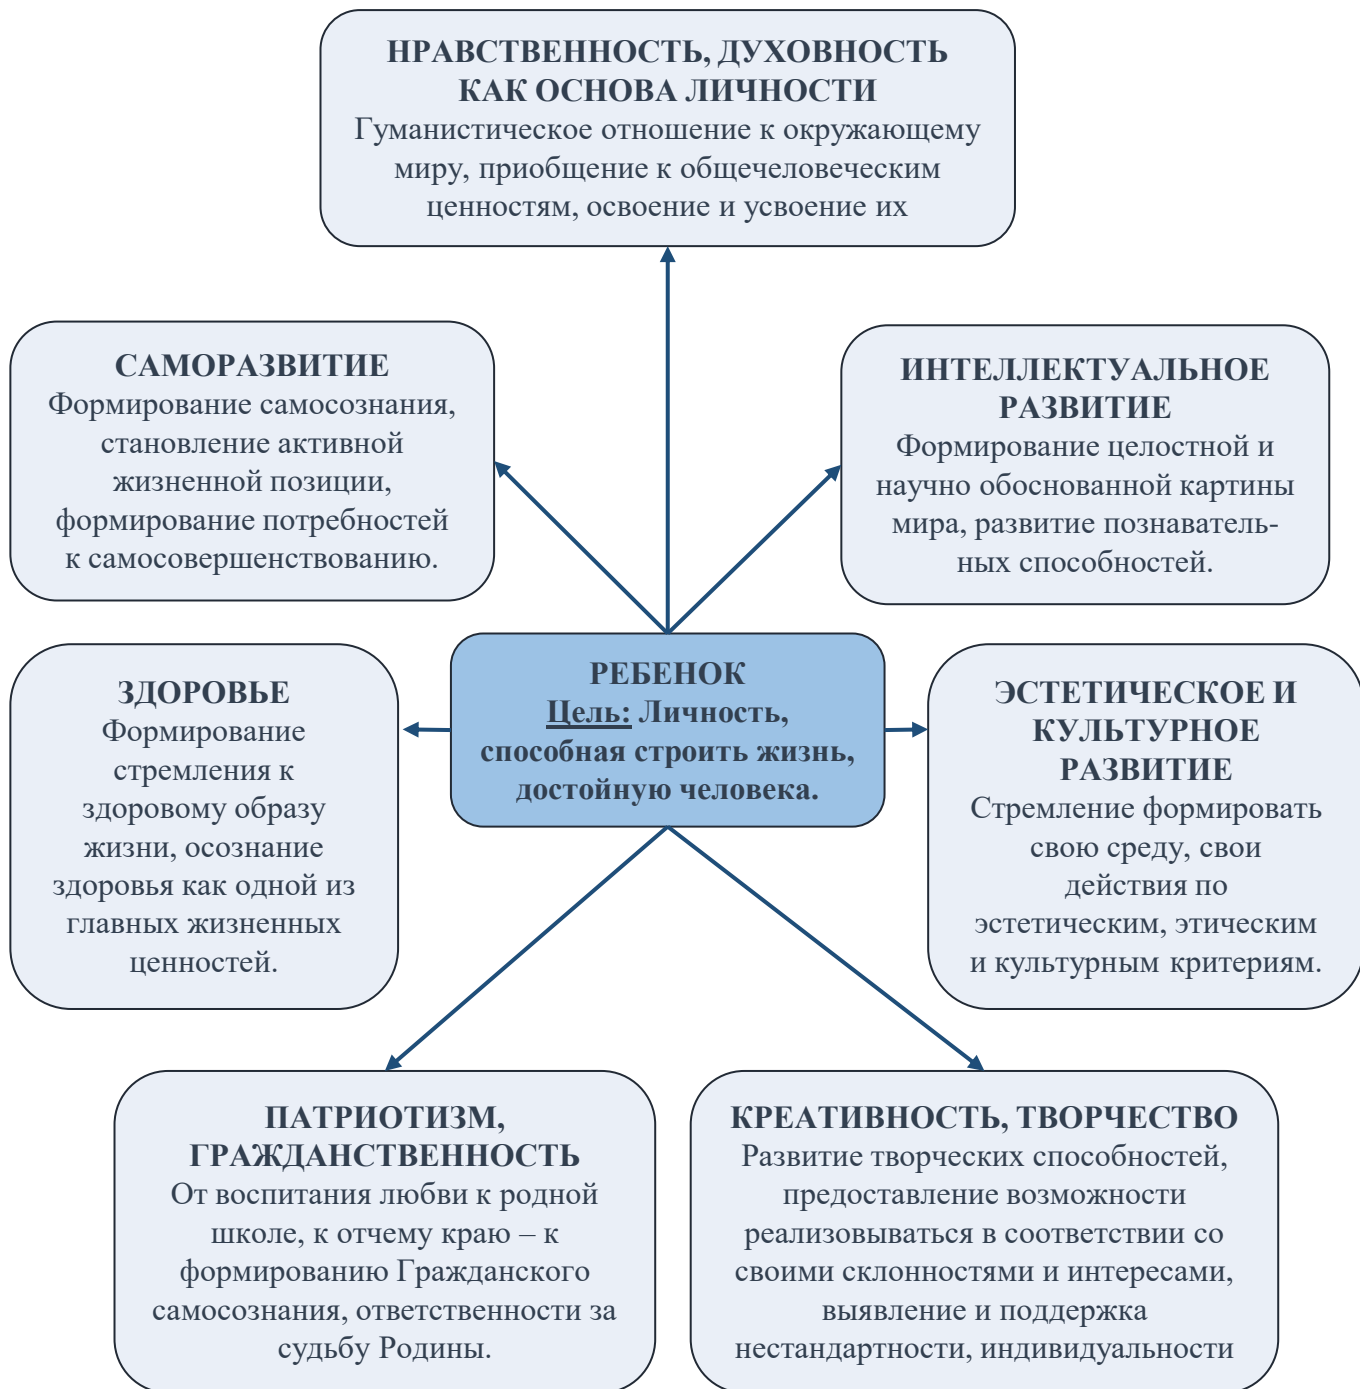 НРАВСТВЕННОСТЬ, ДУХОВНОСТЬ
КАК ОСНОВА ЛИЧНОСТИ
Гуманистическое отношение к окружающему
миру, приобщение к общечеловеческим
ценностям, освоение и усвоение их
САМОРАЗВИТИЕ
Формирование самосознания,
становление активной
жизненной позиции,
формирование потребностей
к самосовершенствованию.
ИНТЕЛЛЕКТУАЛЬНОЕ
РАЗВИТИЕ
Формирование целостной и
научно обоснованной картины
мира, развитие познаватель-
ных способностей.
ЗДОРОВЬЕ
Формирование
стремления к
здоровому образу
жизни, осознание
здоровья как одной из
главных жизненных
ценностей.
РЕБЕНОК
Цель: Личность,
способная строить жизнь,
достойную человека.
ЭСТЕТИЧЕСКОЕ И
КУЛЬТУРНОЕ
РАЗВИТИЕ
Стремление формировать
свою среду, свои
действия по
эстетическим, этическим
и культурным критериям.
ПАТРИОТИЗМ,
ГРАЖДАНСТВЕННОСТЬ
От воспитания любви к родной
школе, к отчему краю – к
формированию Гражданского
самосознания, ответственности за
судьбу Родины.
КРЕАТИВНОСТЬ, ТВОРЧЕСТВО
Развитие творческих способностей,
предоставление возможности
реализовываться в соответствии со
своими склонностями и интересами,
выявление и поддержка
нестандартности, индивидуальности